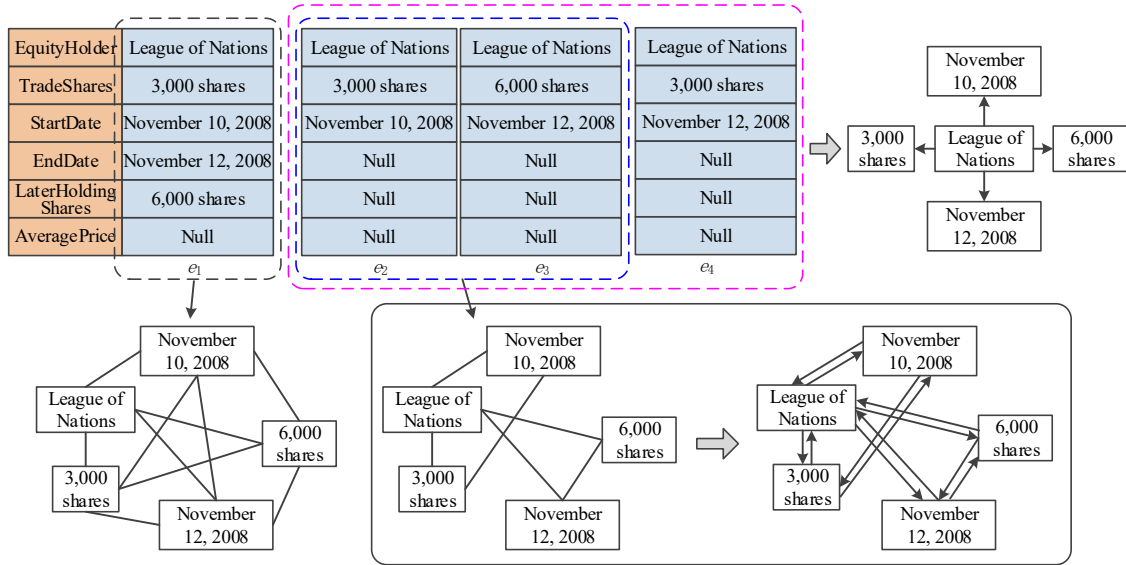 EquityHolder League of Nations League of Nations League of Nations League of Nations
TradeShares 3,000 shares 3,000 shares 6,000 shares 3,000 shares
StartDate November 10, 2008 November 10, 2008 November 12, 2008 November 12, 2008
EndDate November 12, 2008 Null Null Null
LaterHolding
Shares 6,000 shares Null Null Null
AveragePrice Null Null Null Null
e1 e2 e3 e4
November
10, 2008
3,000
shares
League of
Nations
6,000
shares
November
12, 2008
November
10, 2008
League of
Nations
6,000
shares
3,000
shares
November
12, 2008
November
10, 2008
League of
Nations
6,000
shares
3,000
shares
November
12, 2008
November
10, 2008
League of
Nations
6,000
shares
3,000
shares
November
12, 2008